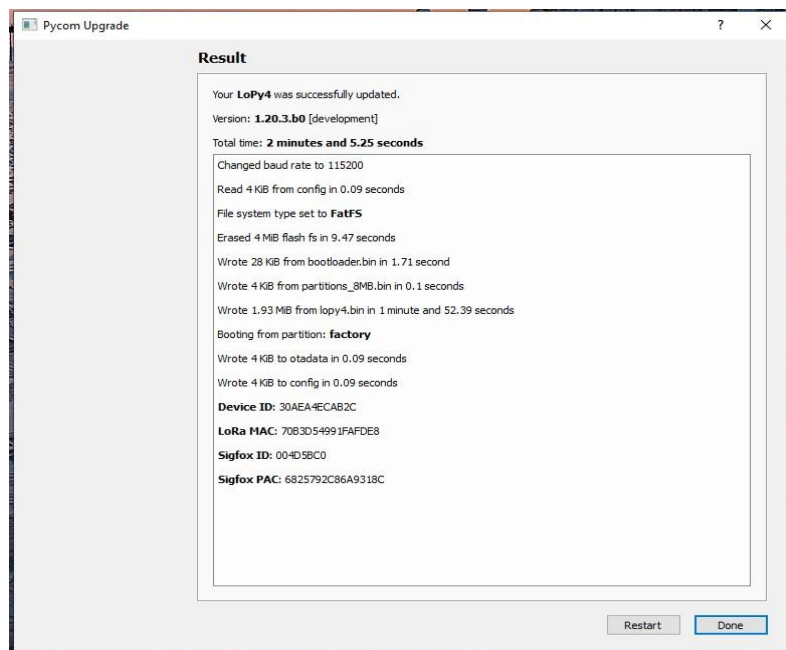 Pycom Upgrade
?
Result
Your LoPy4 was successfully updated.
Version: 1.20.3.b0 [development]
Total time: 2 minutes and 5.25 seconds
Changed baud rate to 115200
Read 4 KiB from config in 0.09 seconds
File system type set to FatFS
Erased 4 MiB flash fs in 9.47 seconds
Wrote 28 KiB from bootloader.bin in 1.71 second
Wrote 4 KiB from partitions_8MB.bin in 0.1 seconds
Wrote 1.93 MiB from lopy4.bin in 1 minute and 52.39 seconds
Booting from partition: factory
Wrote 4 KiB to otadata in 0.09 seconds
Wrote 4 KiB to config in 0.09 seconds
Device ID: 30AEA4ECAB2C
LoRa MAC: 70B3D54991FAFDE8
Sigfox ID: 004D5BC0
Sigfox PAC: 6825792C86A9318C
Restart Done